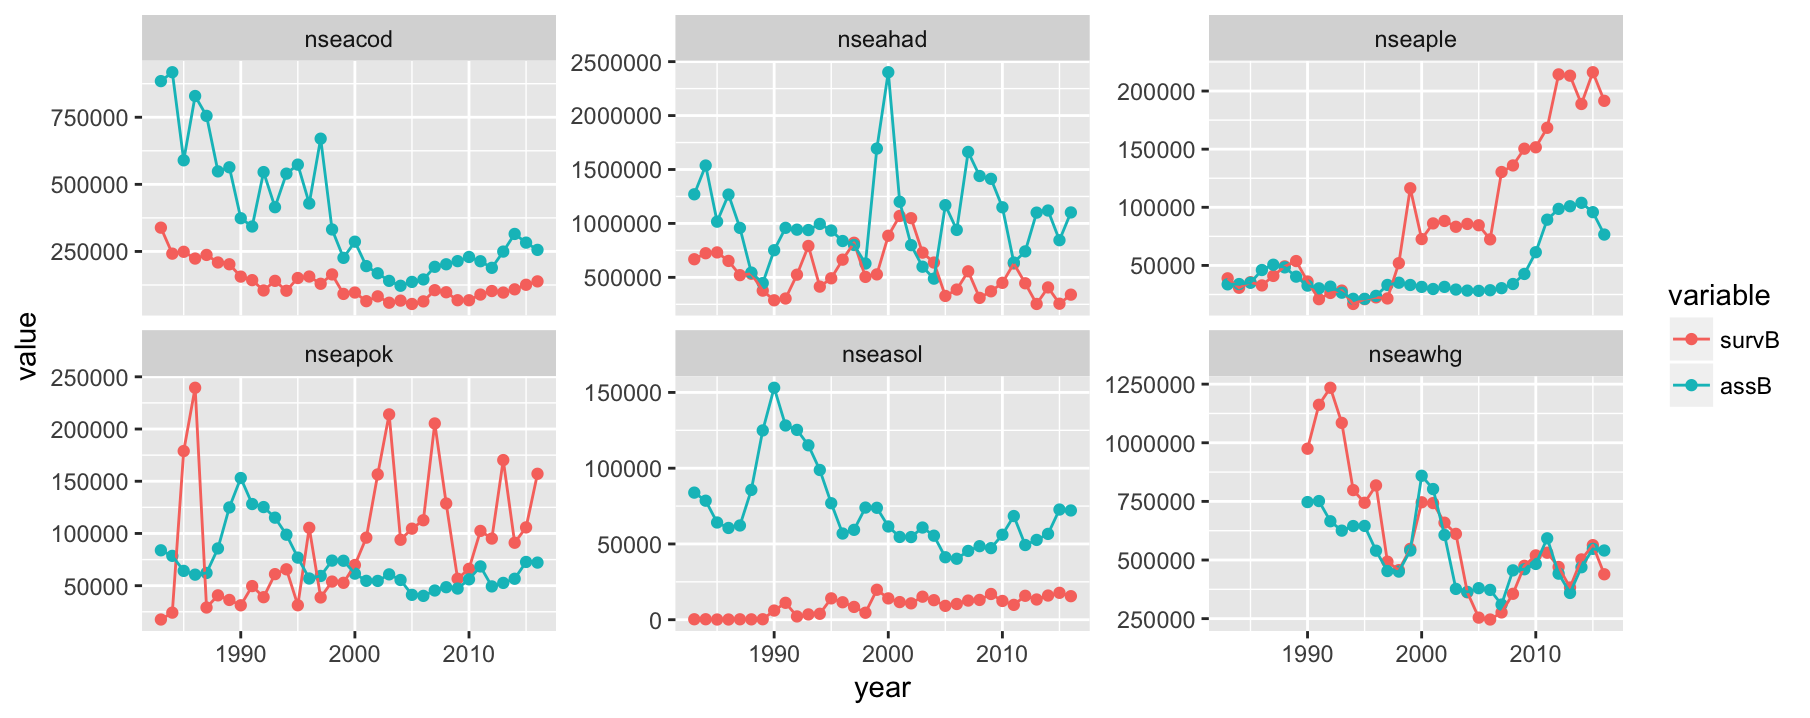 nseacod
nseahad
nseaple
750000
500000
250000
2500000
2000000
1500000
1000000
500000
200000
150000
100000
50000
nseapok
nseasol
nseawhg
250000
200000
150000
100000
50000
150000
100000
50000
0
1250000
1000000
750000
500000
250000
1990 2000 2010
1990 2000 2010
1990 2000 2010
year
value
variable
survB
assB